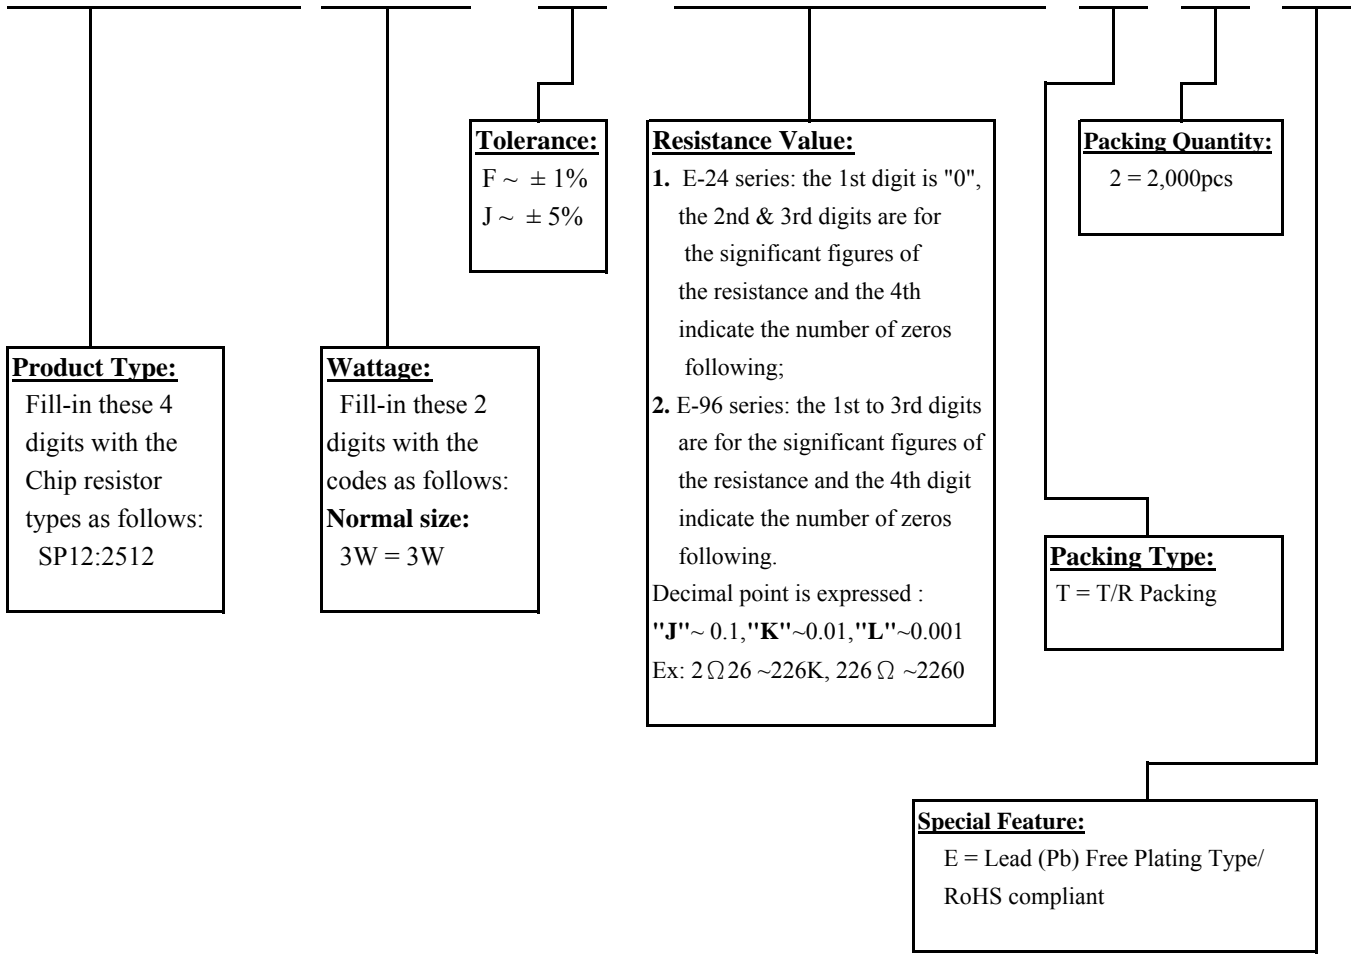 Tolerance:
F ~ ± 1%
J ~ ± 5%
Resistance Value:
1. E-24 series: the 1st digit is "0",
the 2nd & 3rd digits are for
the significant figures of
the resistance and the 4th
indicate the number of zeros
following;
2. E-96 series: the 1st to 3rd digits
are for the significant figures of
the resistance and the 4th digit
indicate the number of zeros
following.
Decimal point is expressed :
"J"~ 0.1,"K"~0.01,"L"~0.001
Ex: 2Ω26 ~226K, 226Ω ~2260
Packing Quantity:
2 = 2,000pcs
Product Type:
Fill-in these 4
digits with the
Chip resistor
types as follows:
SP12:2512
Wattage:
Fill-in these 2
digits with the
codes as follows:
Normal size:
3W = 3W
Packing Type:
T = T/R Packing
Special Feature:
E = Lead (Pb) Free Plating Type/
RoHS compliant